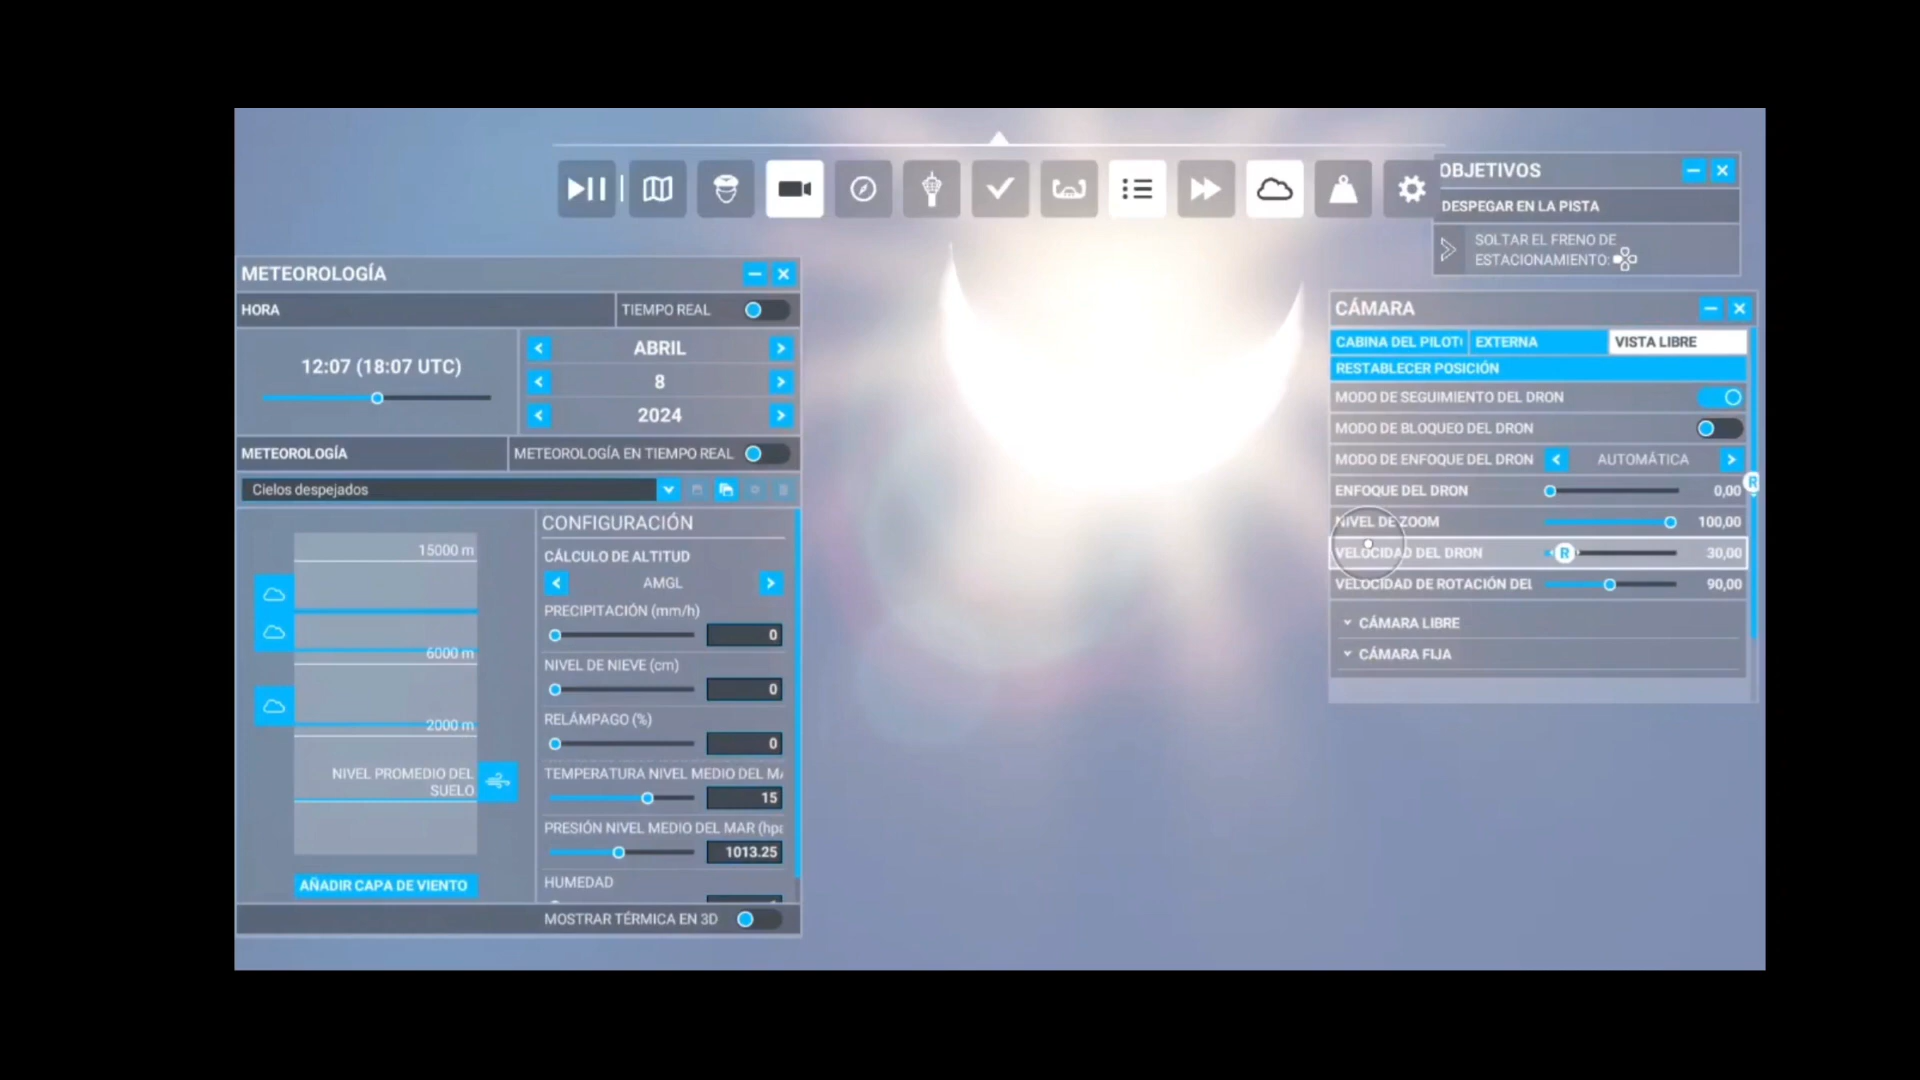 OBJETIVOS
DESPEGAR EN LA PISTA
SOLTAR EL FRENO DE
ESTACIONAMIENTO:
METEOROLOGÍA
HORA
TIEMPO REAL
12:07 (18:07 UTC)
ABRIL
8
2024
METEOROLOGÍA
METEOROLOGÍA EN TIEMPO REAL
Cielos despejados
15000 m
6000 m
2000 m
NIVEL PROMEDIO DEL
SUELO
AÑADIR CAPA DE VIENTO
CONFIGURACIÓN
CÁLCULO DE ALTITUD
AMGL
PRECIPITACIÓN (mm/h)
0
NIVEL DE NIEVE (cm)
0
RELÁMPAGO (%)
0
TEMPERATURA NIVEL MEDIO DEL
15
PRESIÓN NIVEL MEDIO DEL MAR
1013.25
HUMEDAD
MOSTRAR TÉRMICA EN 3D
CÁMARA
CABINA DEL EXTERNA VISTA LIBRE
RESTABLECER POSICIÓN
MODO DE SEGUIMIENTO DEL DRON
MODO DE BLOQUEO DEL DRON
MODO DE ENFOQUE DEL DRON AUTOMÁTICA
ENFOQUE DEL DRON 0,00
R
NIVEL DE ZOOM 100,00
VELOCIDAD DEL DRON R 30,00
VELOCIDAD DE ROTACIÓN DEL 90,00
CÁMARA LIBRE
CÁMARA FIJA